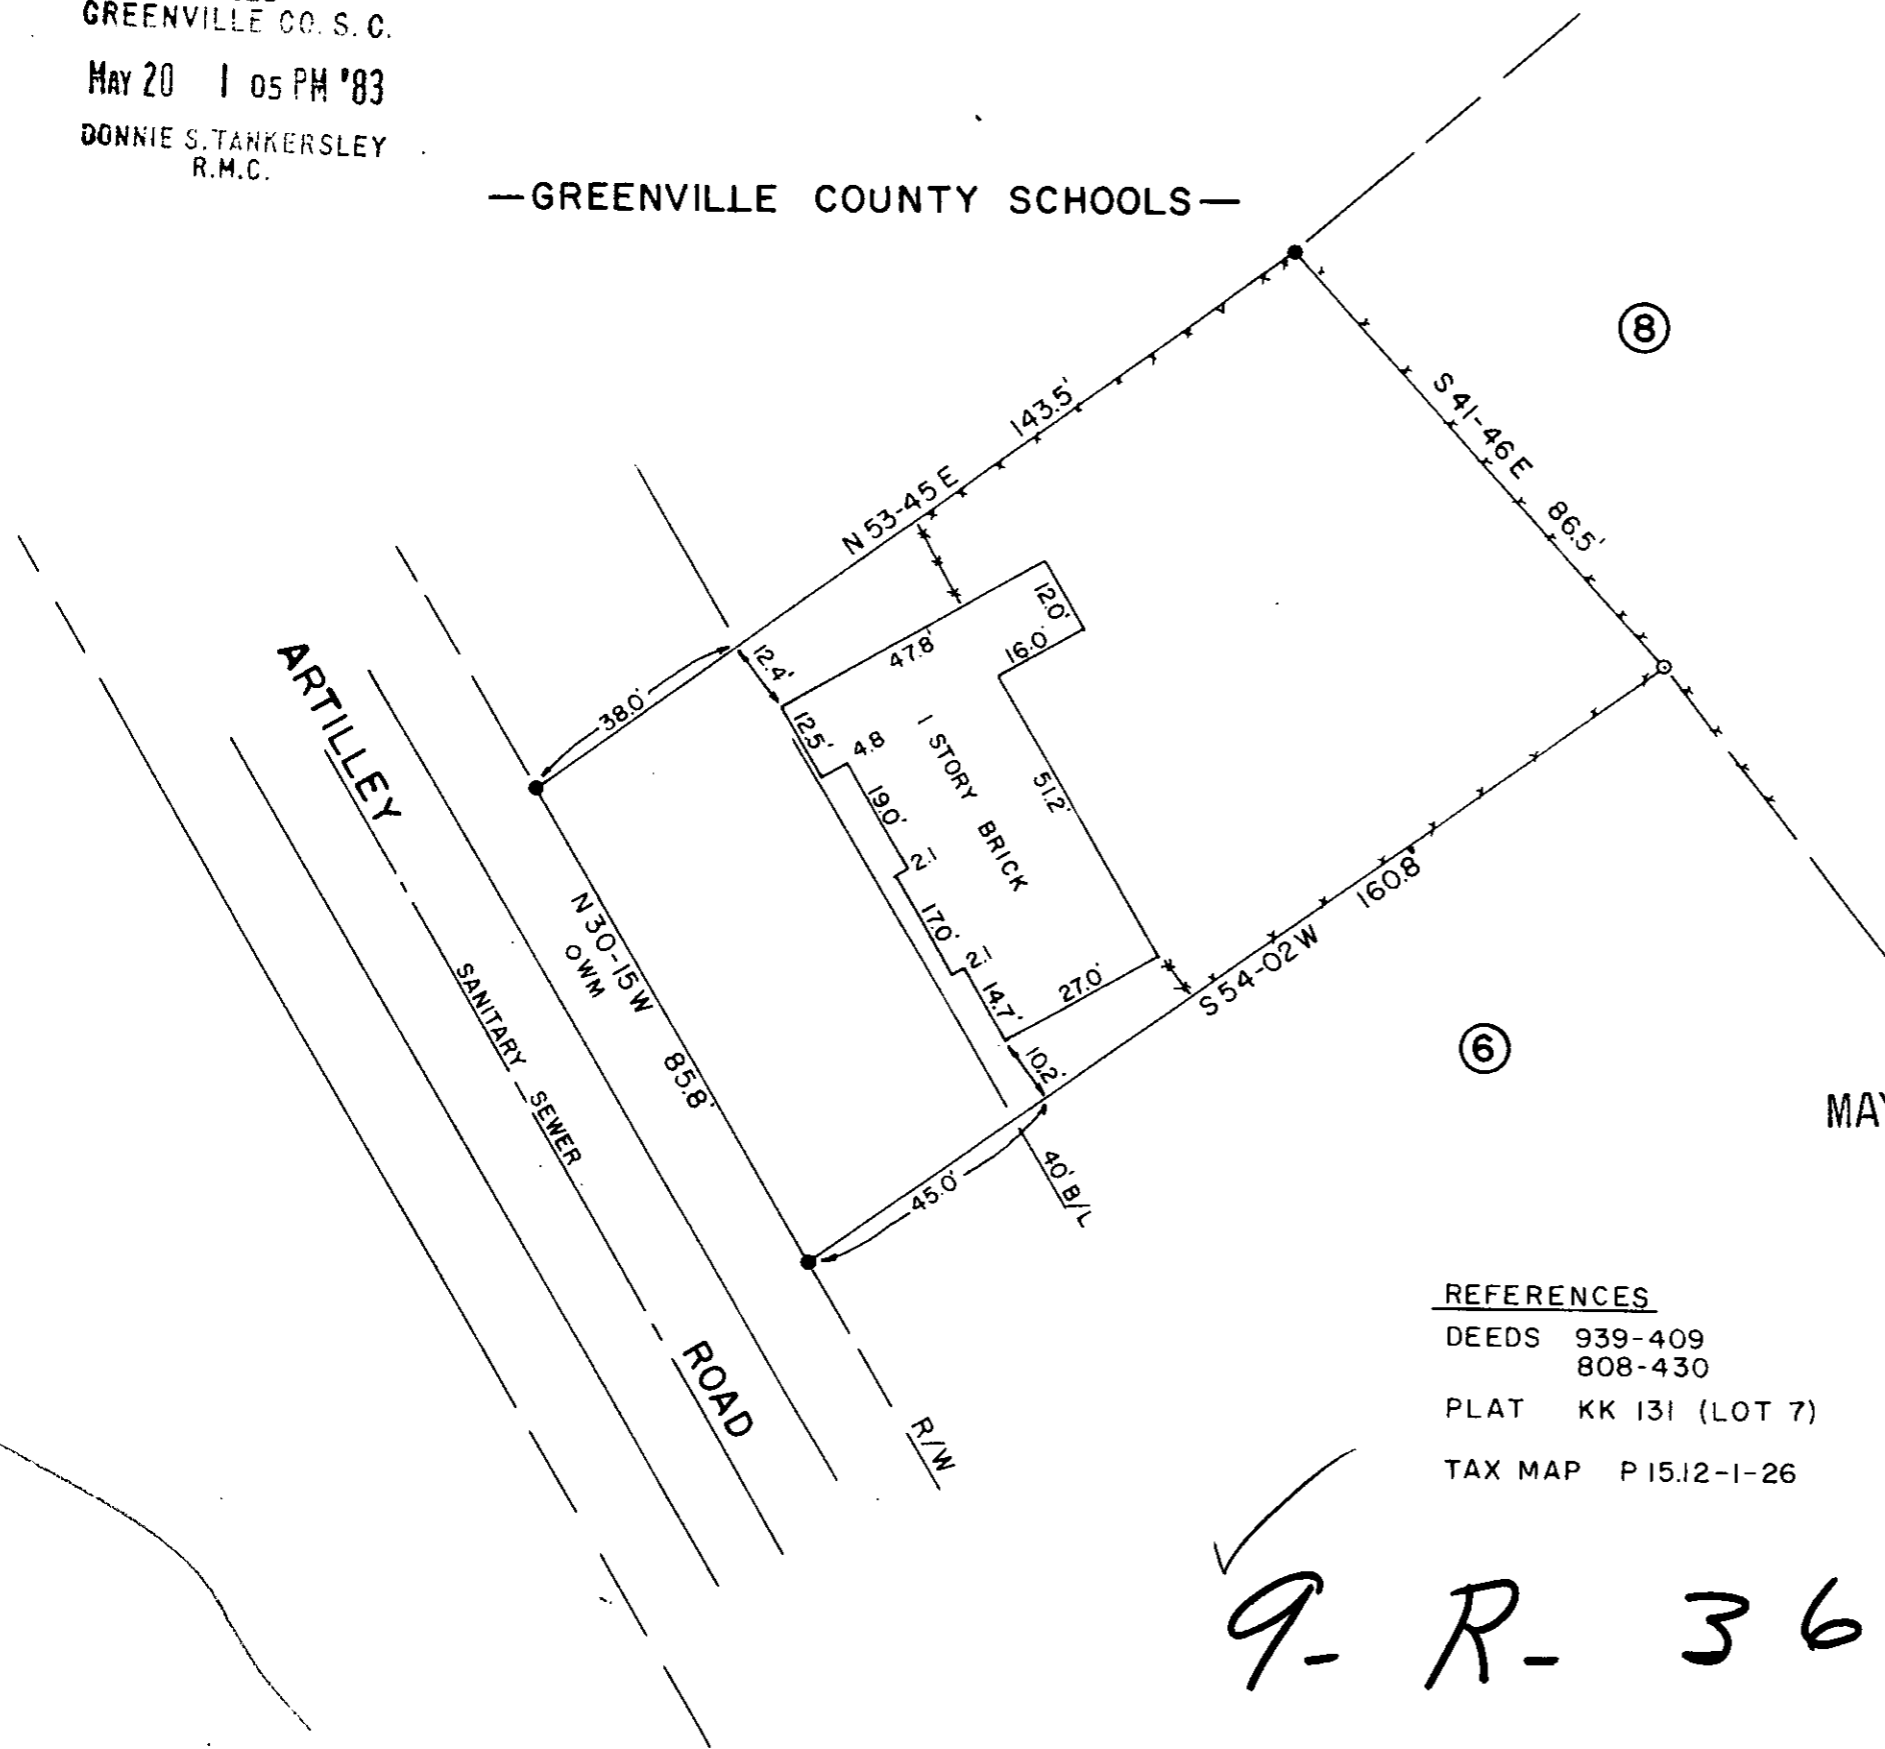 GREENVILLE CO. S. C.
MAY 20 1 05 PM '83
DONNIE S. TANKERSLEY
R.M.C.
—GREENVILLE COUNTY SCHOOLS—
8
S 41-46 E 86.5'
143.5'
N 53-45 E
12.0'
16.0'
47.8'
12.4'
38.0'
12.5'
4.8
1 STORY BRICK
51.2'
19.0'
2.1
17.0'
2.1
14.7'
27.0'
10.2'
160.8'
S 54-02 W
ARTILLEY ROAD
N 30-15 W 85.8'
OWM
SANITARY SEWER
6
MAY
45.0'
40' B/L
R/W
REFERENCES
DEEDS 939-409
808-430
PLAT KK 131 (LOT 7)
TAX MAP P 15.12-1-26
9- R- 36